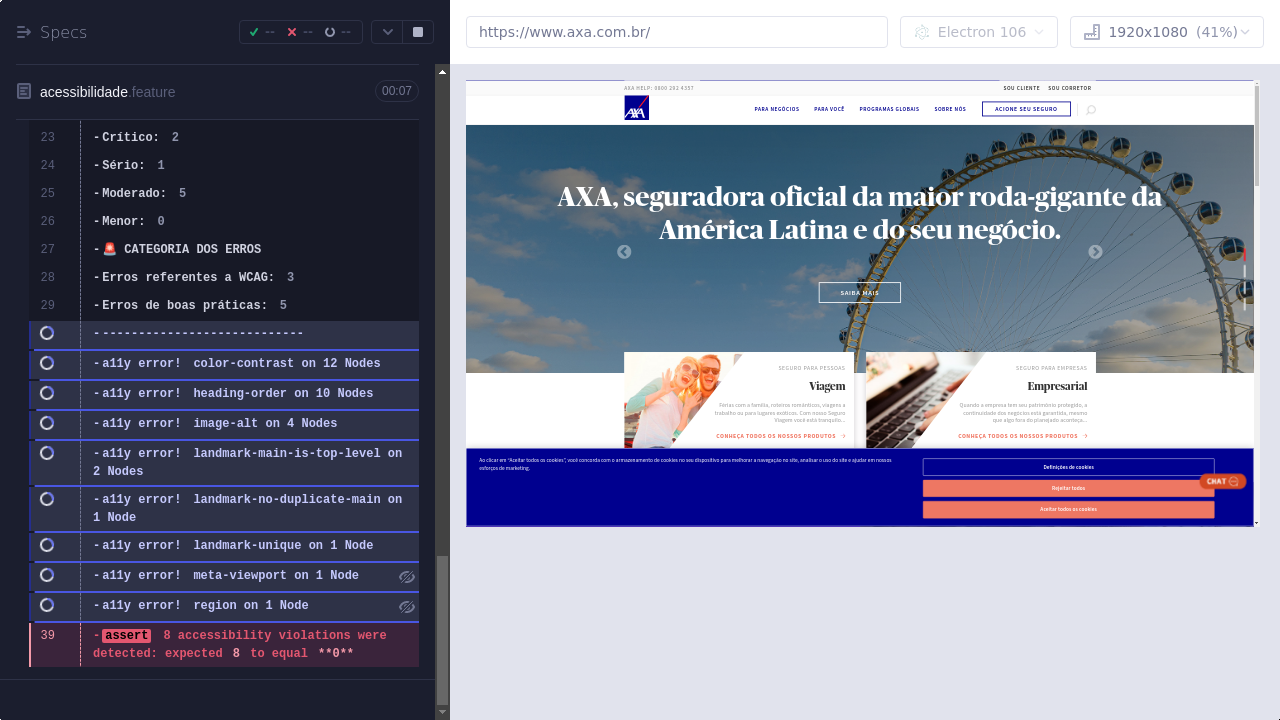 Specs
--
--
--
https://www.axa.com.br/
Electron 106
1920x1080 (41%)
acessibilidade feature
00:07
23 -Crítico: 2
24 -Sério: 1
25 -Moderado: 5
26 -Menor: 0
27 -🚨 CATEGORIA DOS ERROS
28 -Erros referentes a WCAG: 3
29 -Erros de boas práticas: 5
-----------------------------
-a11y error! color-contrast on 12 Nodes
-a11y error! heading-order on 10 Nodes
-a11y error! image-alt on 4 Nodes
-a11y error! landmark-main-is-top-level on
1 Node
-a11y error! landmark-no-duplicate-main on
1 Node
-a11y error! landmark-unique on 1 Node
-a11y error! meta-viewport on 1 Node
-a11y error! region on 1 Node
39 -assert 8 accessibility violations were
detected: expected 8 to equal **0**
AXA HELP: 0800 292 4357
SOU CLIENTE SOU CORRETOR
AXA
PARA NEGÓCIOS PARA VOCÊ PROGRAMAS GLOBAIS SOBRE NÓS ACIONE SEU SEGURO
AXA, seguradora oficial da maior roda-gigante da
América Latina e do seu negócio.
SAIBA MAIS
SEGURO PARA PESSOAS
Viagem
Férias com a família, roteiros românticos, viagens a
trabalho ou para lugares exóticos. Com nosso Seguro
Viagem você está tranquilo...
CONHEÇA TODOS OS NOSSOS PRODUTOS
SEGURO PARA EMPRESAS
Empresarial
Quando a empresa tem seu patrimônio protegido, a
continuidade dos negócios está garantida, mesmo
que algo fora do planejado aconteça...
CONHEÇA TODOS OS NOSSOS PRODUTOS
Ao clicar em "Aceitar todos os cookies", você concorda com o armazenamento de cookies no seu dispositivo para melhorar a navegação no site, analisar o uso do site e ajudar em nossos
esforços de marketing.
Definições de cookies
Rejeitar todos
Aceitar todos os cookies
CHAT